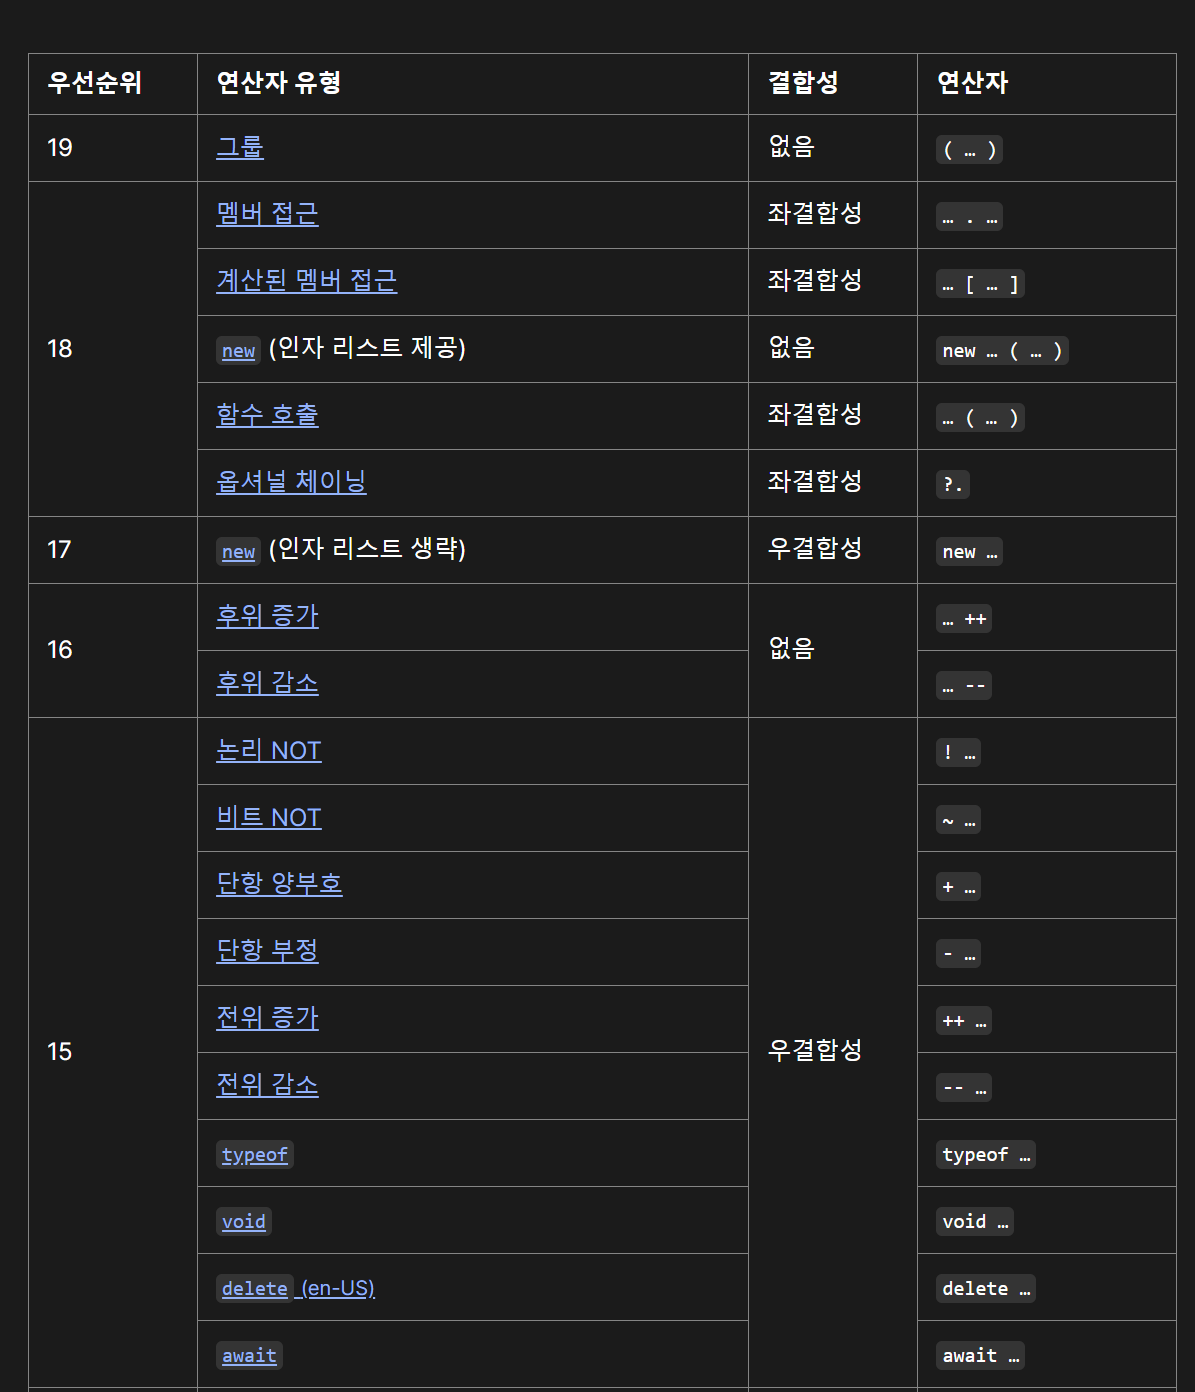 우선순위 연산자 유형 결합성 연산자
19 그룹 없음 ( … )
18 멤버 접근 좌결합성 … . …
계산된 멤버 접근 좌결합성 … [ … ]
new (인자 리스트 제공) 없음 new … ( … )
함수 호출 좌결합성 … ( … )
옵셔널 체이닝 좌결합성 ?.
17 new (인자 리스트 생략) 우결합성 new …
16 후위 증가 없음 … ++
후위 감소 … --
15 논리 NOT 우결합성 ! …
비트 NOT ~ …
단항 양부호 + …
단항 부정 - …
전위 증가 ++ …
전위 감소 -- …
typeof typeof …
void void …
delete (en-US) delete …
await await …